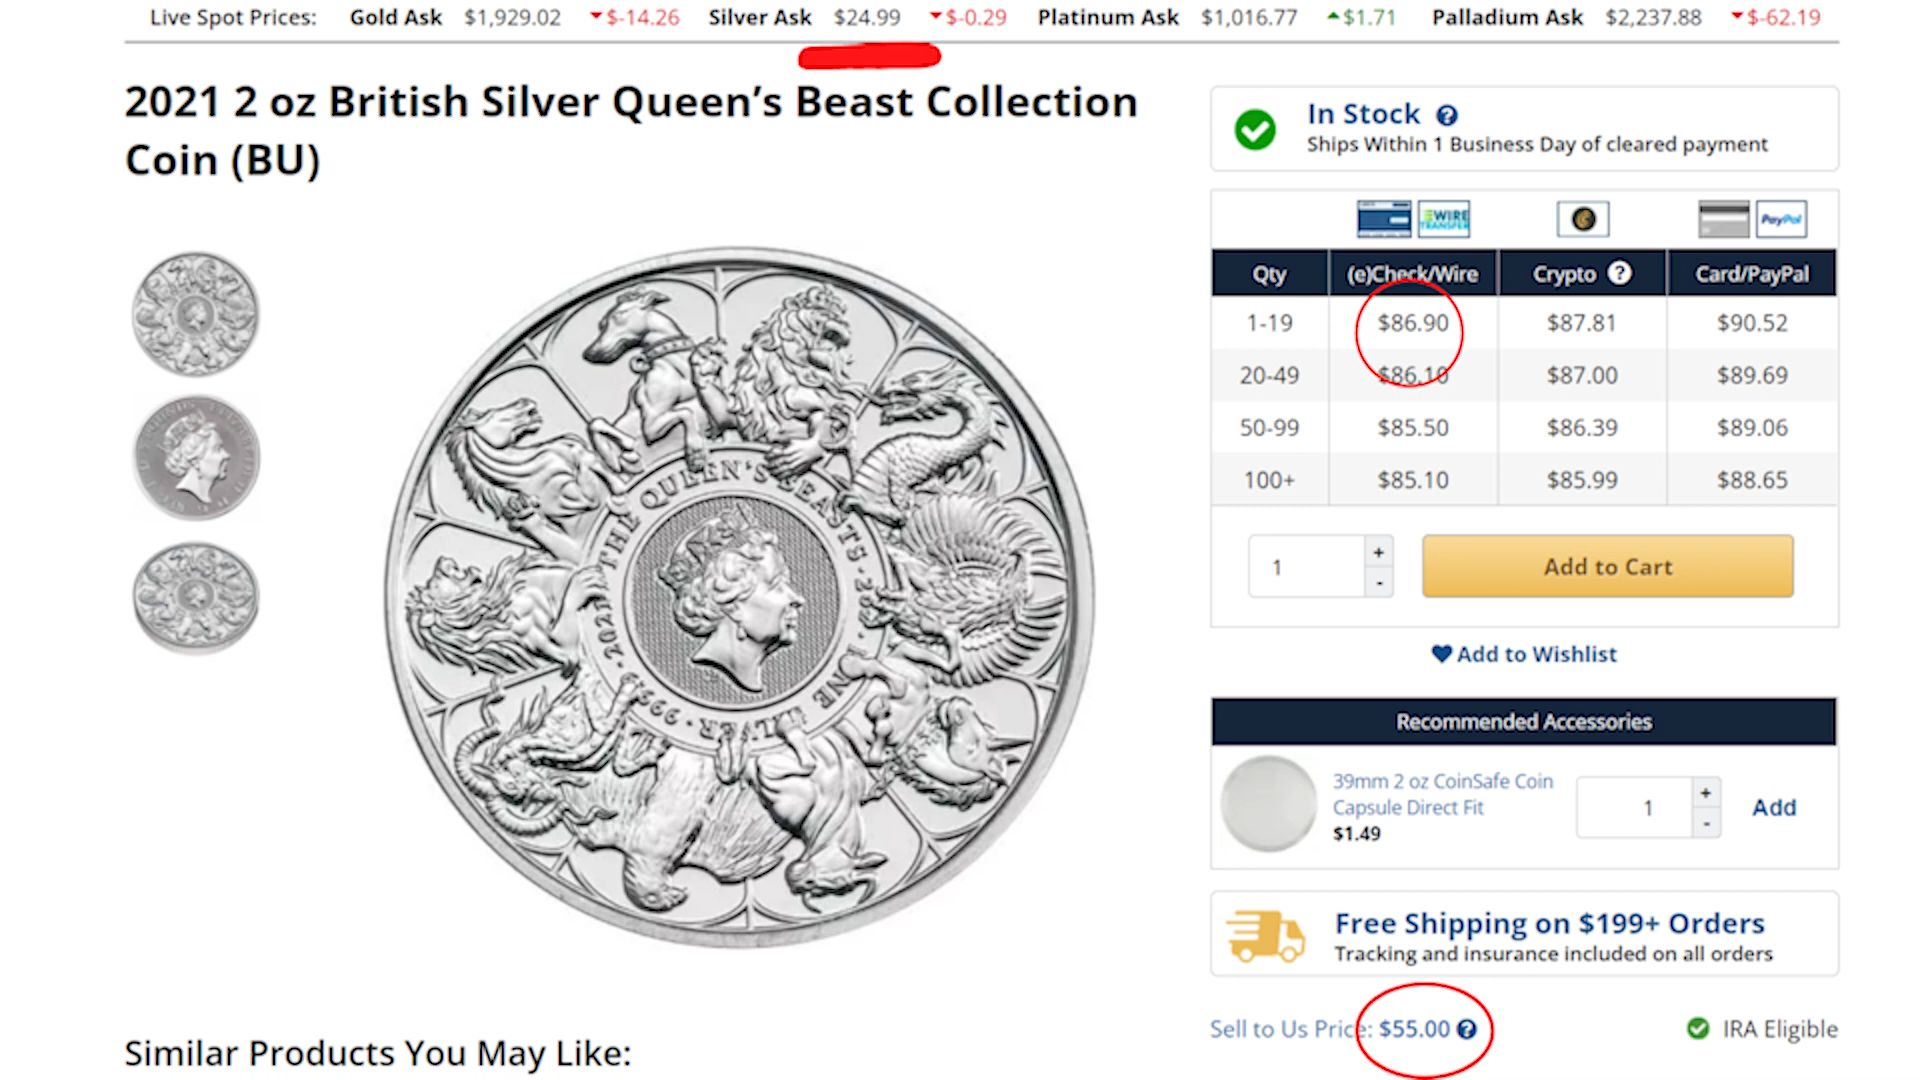 Live Spot Prices: Gold Ask $1,929.02 $-14.26 Silver Ask $24.99 $-0.29 Platinum Ask $1,016.77 $1.71 Palladium Ask $2,237.88 $-62.19
2021 2 oz British Silver Queen's Beast Collection
Coin (BU)
In Stock ?
Ships Within 1 Business Day of cleared payment
WIRE
TRANSFER
PayPal
Qty (e)Check/Wire Crypto ? Card/PayPal
1-19 $86.90 $87.81 $90.52
20-49 $86.10 $87.00 $89.69
50-99 $85.50 $86.39 $89.06
100+ $85.10 $85.99 $88.65
1 + -
Add to Cart
Add to Wishlist
Recommended Accessories
39mm 2 oz CoinSafe Coin
Capsule Direct Fit
$1.49
1 + -
Add
Free Shipping on $199+ Orders
Tracking and insurance included on all orders
Sell to Us Price: $55.00 ?
IRA Eligible
THE QUEEN'S BEASTS · 2021 ·
Similar Products You May Like: